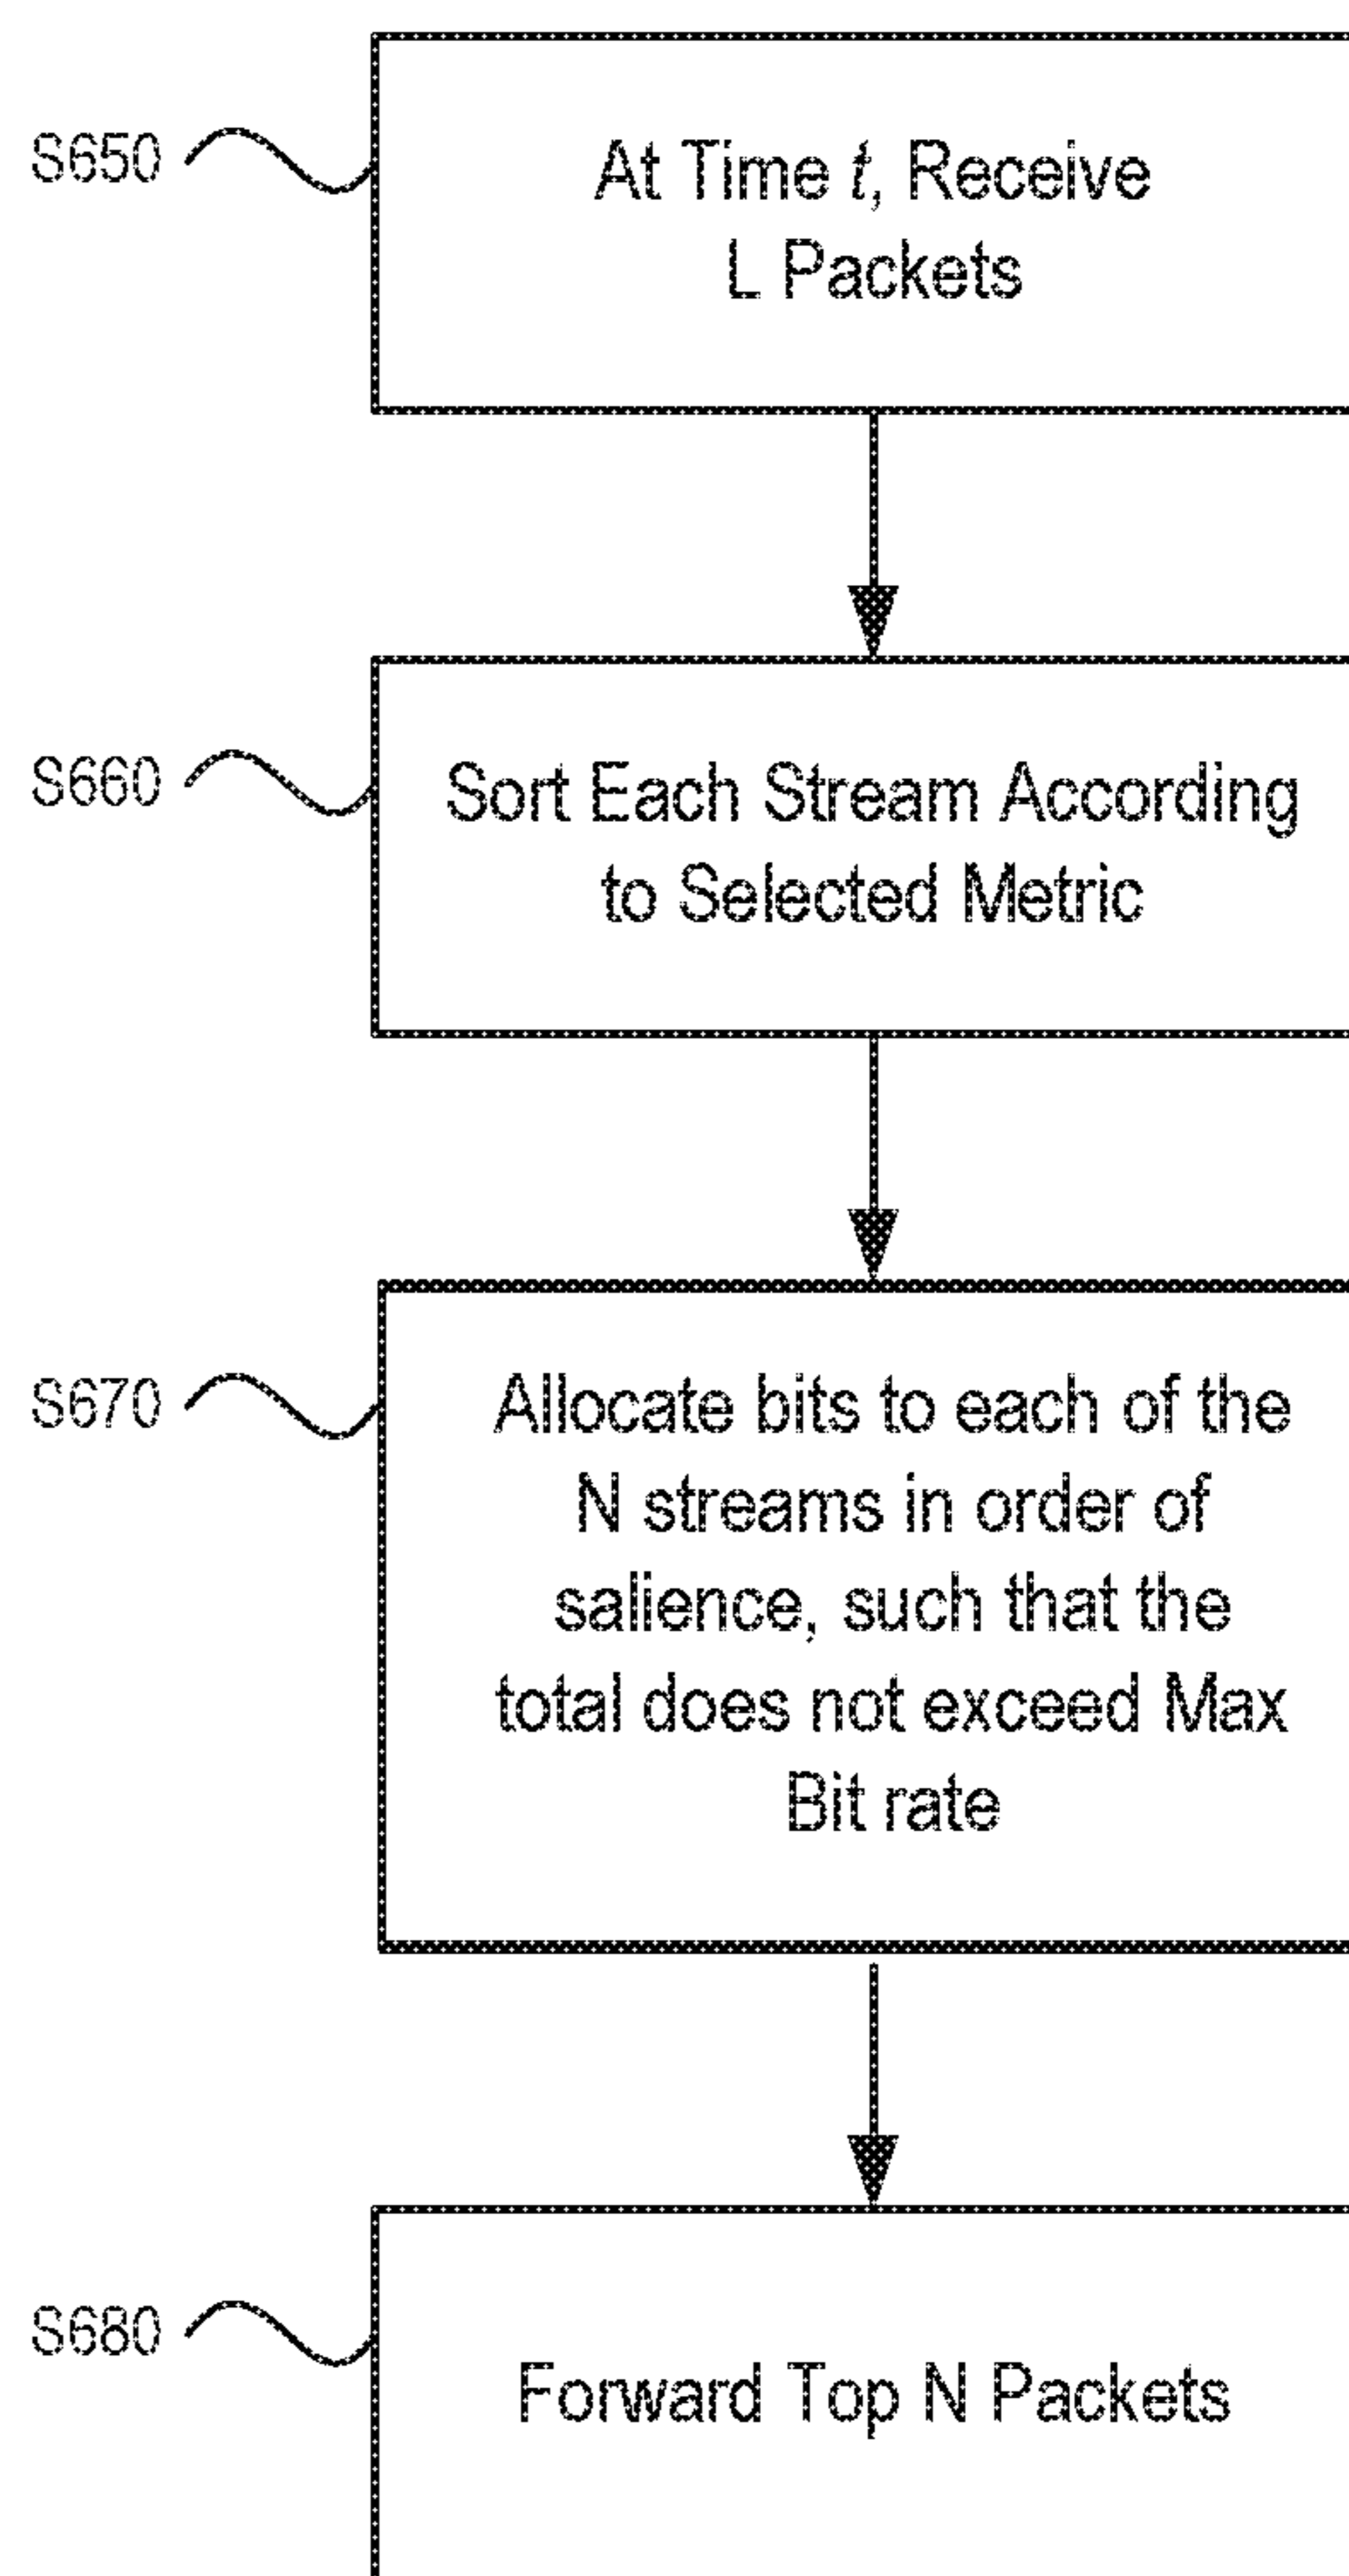 S650
At Time t, Receive
L Packets
S660
Sort Each Stream According
to Selected Metric
S670
Allocate bits to each of the
N streams in order of
salience, such that the
total does not exceed Max
Bit rate
S680
Forward Top N Packets